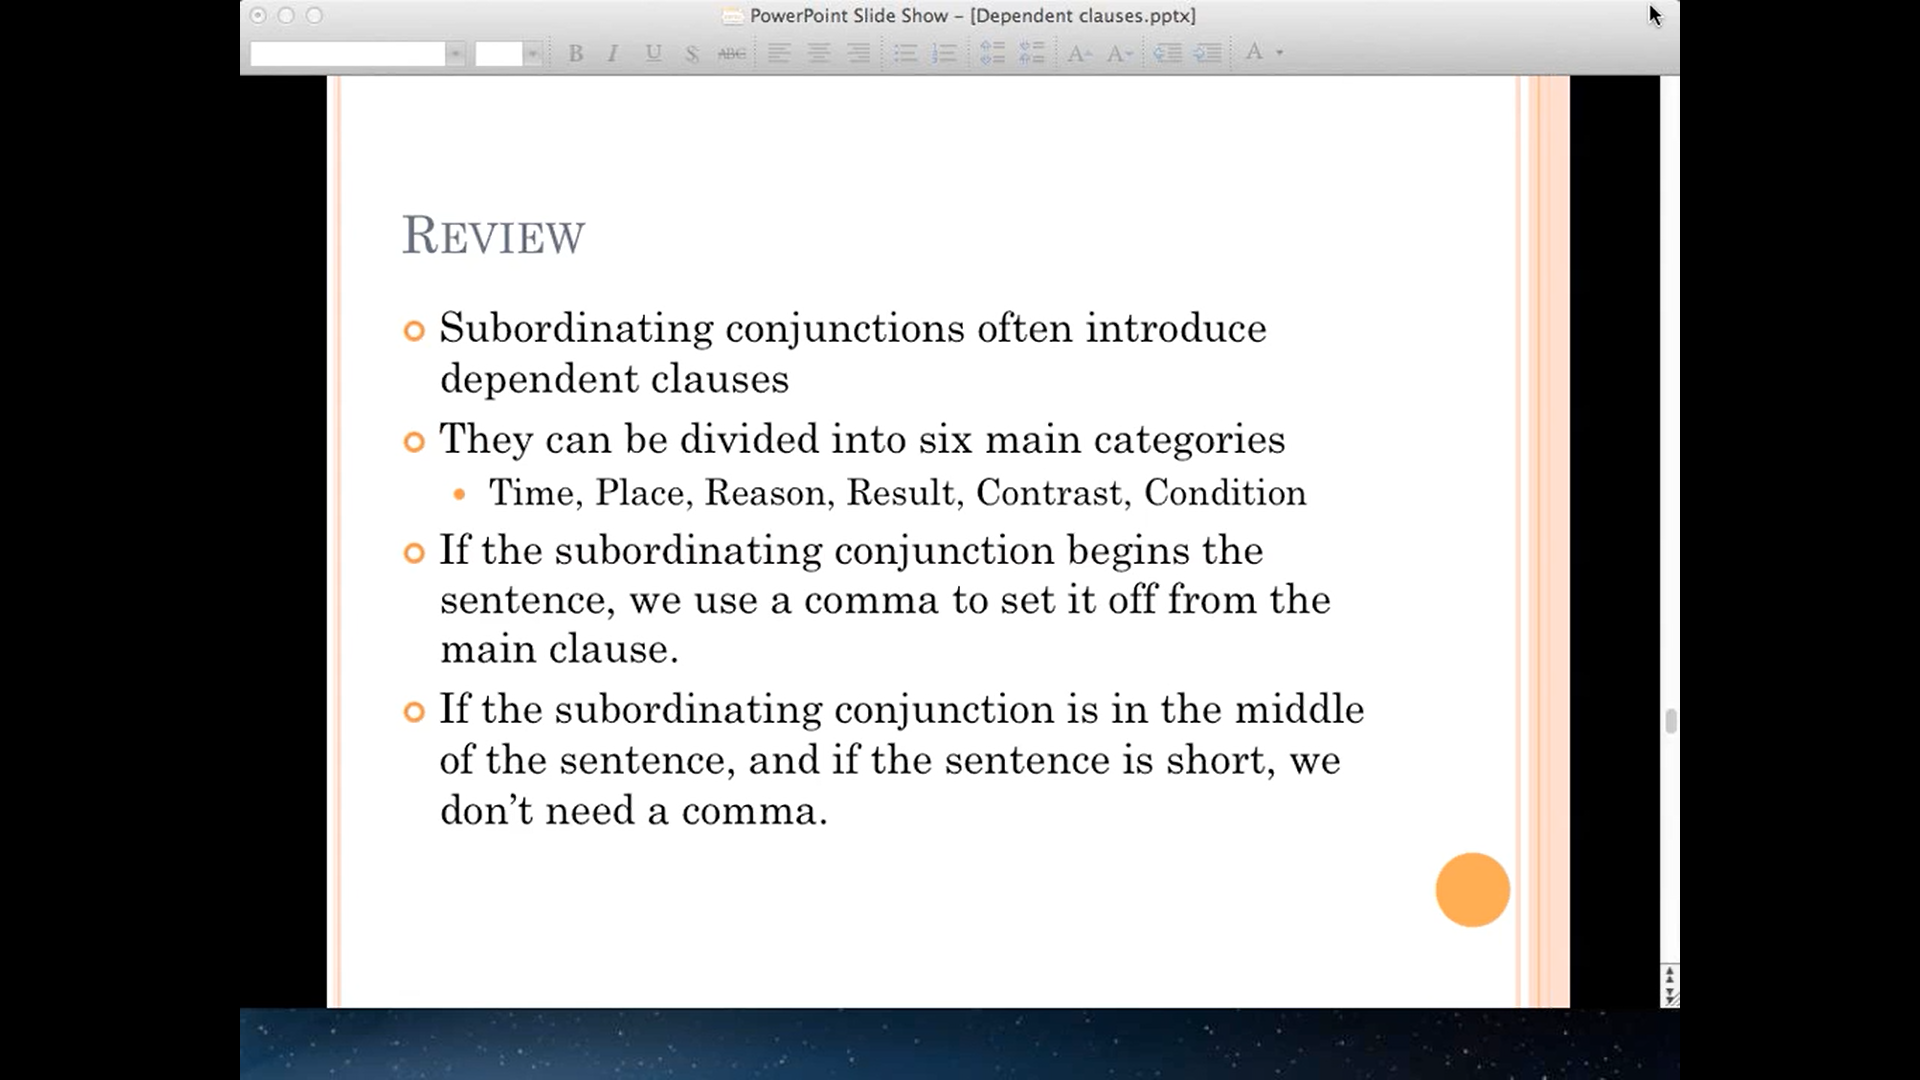 PowerPoint Slide Show – [Dependent clauses.pptx]
B I U S ABC A A A
REVIEW
Subordinating conjunctions often introduce
dependent clauses
They can be divided into six main categories
Time, Place, Reason, Result, Contrast, Condition
If the subordinating conjunction begins the
sentence, we use a comma to set it off from the
main clause.
If the subordinating conjunction is in the middle
of the sentence, and if the sentence is short, we
don’t need a comma.